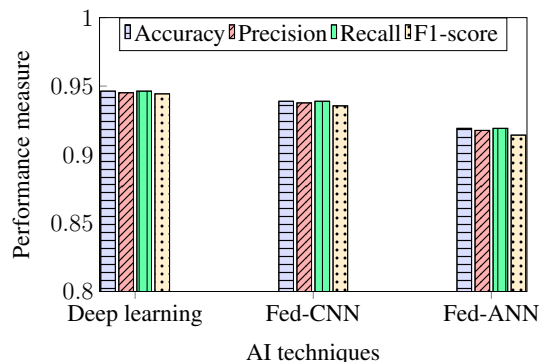 1
Accuracy Precision Recall F1-score
0.95
0.9
0.85
0.8
Performance measure
Deep learning Fed-CNN Fed-ANN
AI techniques